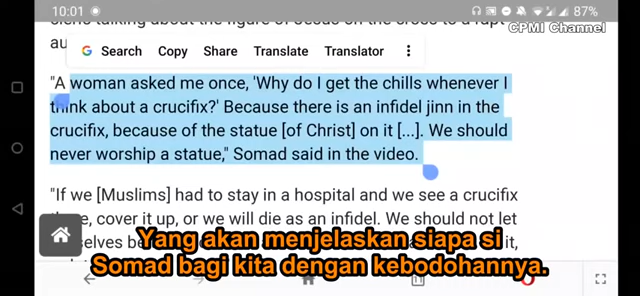 10:01
87%
CPMI Channel
au
Search Copy Share Translate Translator
"A woman asked me once, 'Why do I get the chills whenever I
think about a crucifix?' Because there is an infidel jinn in the
crucifix, because of the statue [of Christ] on it [...]. We should
never worship a statue," Somad said in the video.
"If we [Muslims] had to stay in a hospital and we see a crucifix
cover it up, or we will die as an infidel. We should not let
Yang akan menjelaskan siapa si
Somad bagi kita dengan kebodohannya.